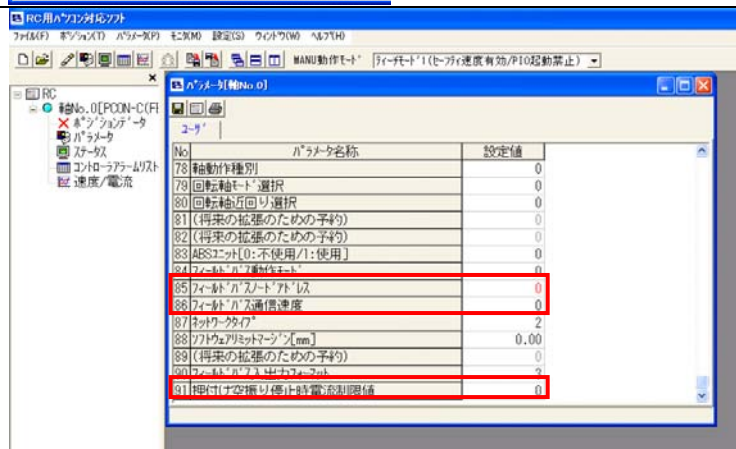 RC用パソコン対応ソフト
ファイル(F) ポジション(T) パラメータ(P) モニタ(M) 設定(S) ウィンドウ(W) ヘルプ(H)
MANU動作モード ティーチモード1(セーフティ速度有効/PIO起動禁止)
RC
軸No.0[PCON-C(FI
ポジションデータ
パラメータ
ステータス
コントローラアラームリスト
速度/電流
パラメータ[軸No.0]
ユーザ
No パラメータ名称 設定値
78 軸動作種別 0
79 回転軸モード選択 0
80 回転軸近回り選択 0
81 (将来の拡張のための予約) 0
82 (将来の拡張のための予約) 0
83 ABSユニット[0:不使用/1:使用] 0
84 フィールドバス動作モード 0
85 フィールドバスノードアドレス 0
86 フィールドバス通信速度 0
87 ネットワークタイプ 2
88 ソフトウェアリミットマージン[mm] 0.00
89 (将来の拡張のための予約) 0
90 フィールドバス入出力フォーマット 3
91 押付け空振り停止時電流制限値 0